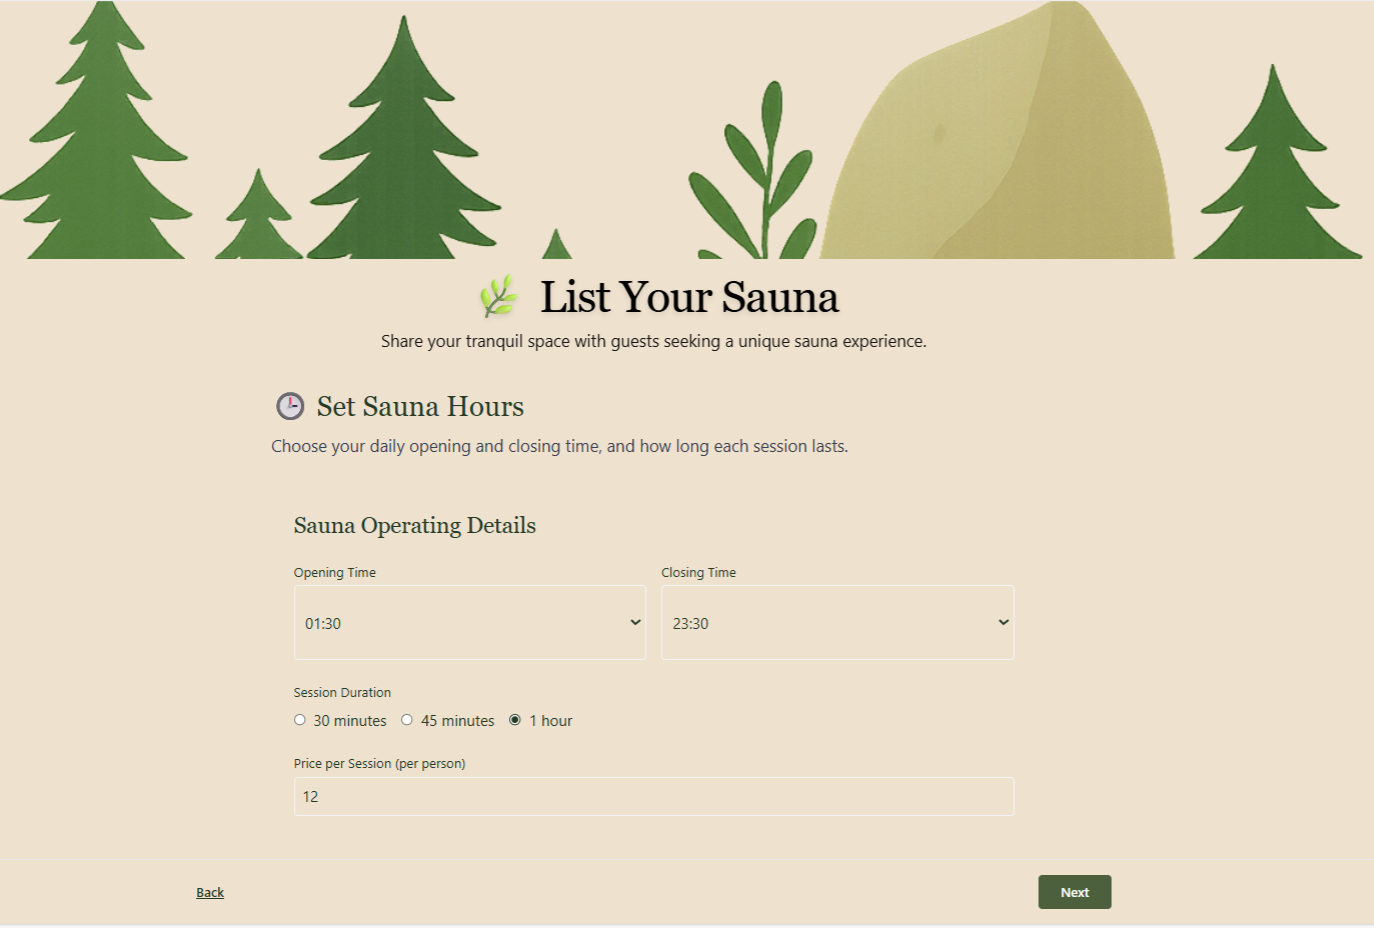 List Your Sauna
Share your tranquil space with guests seeking a unique sauna experience.
Set Sauna Hours
Choose your daily opening and closing time, and how long each session lasts.
Sauna Operating Details
Opening Time Closing Time
01:30 23:30
Session Duration
30 minutes 45 minutes 1 hour
Price per Session (per person)
12
Back Next